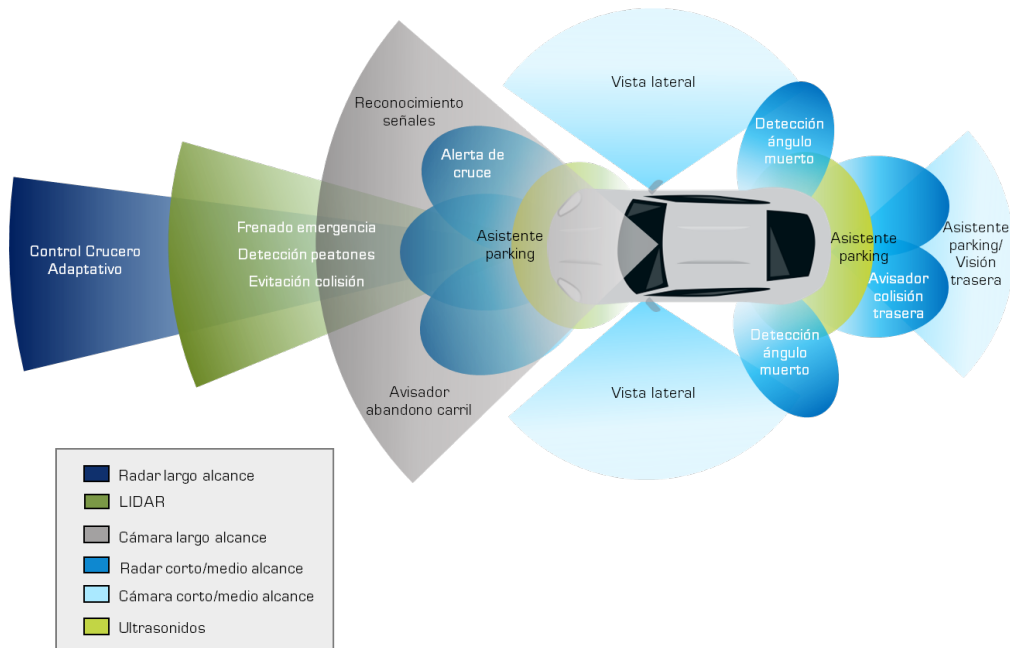 Vista lateral
Reconocimiento
señales
Detección
ángulo
muerto
Alerta de
cruce
Control Crucero
Adaptativo
Frenado emergencia
Detección peatones
Evitación colisión
Asistente
parking
Asistente
parking
Asistente
parking/
Visión
trasera
Avisador
colisión
trasera
Detección
ángulo
muerto
Avisador
abandono carril
Vista lateral
Radar largo alcance
LIDAR
Cámara largo alcance
Radar corto/medio alcance
Cámara corto/medio alcance
Ultrasonidos